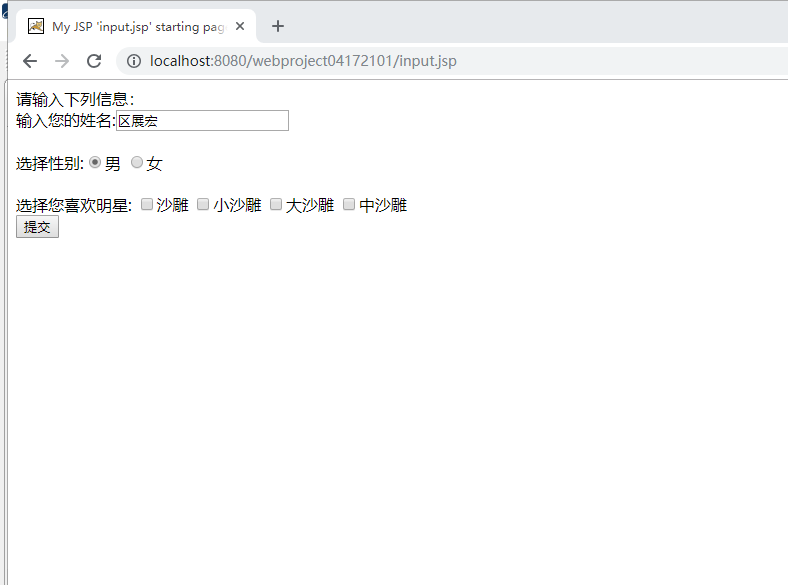 My JSP 'input.jsp' starting pag
localhost:8080/webproject04172101/input.jsp
请输入下列信息:
输入您的姓名:区展宏
选择性别: 男 女
选择您喜欢明星: 沙雕 小沙雕 大沙雕 中沙雕
提交